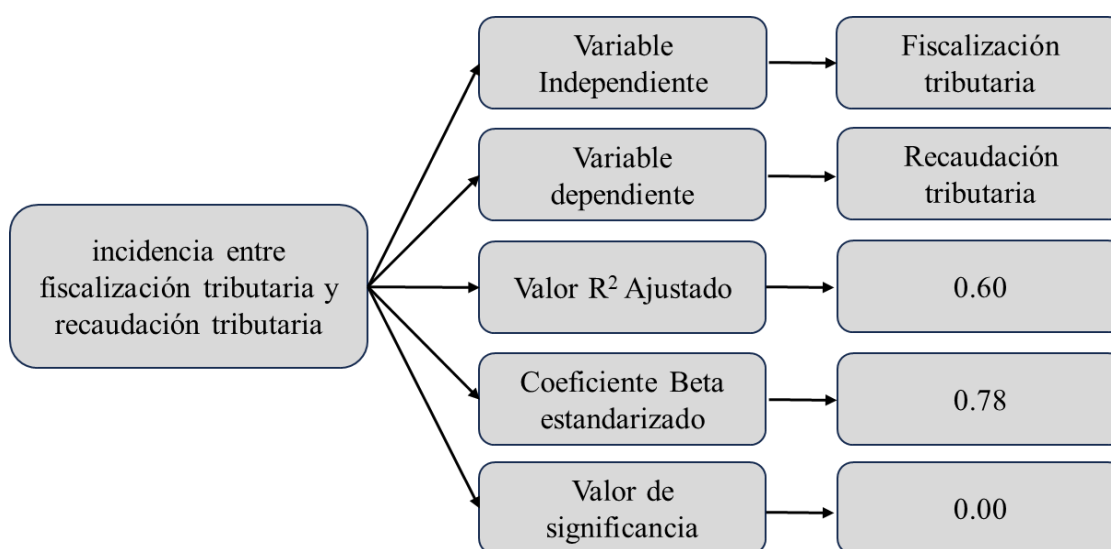 incidencia entre
fiscalización tributaria y
recaudación tributaria
Variable
Independiente
Fiscalización
tributaria
Variable
dependiente
Recaudación
tributaria
Valor R² Ajustado
0.60
Coeficiente Beta
estandarizado
0.78
Valor de
significancia
0.00